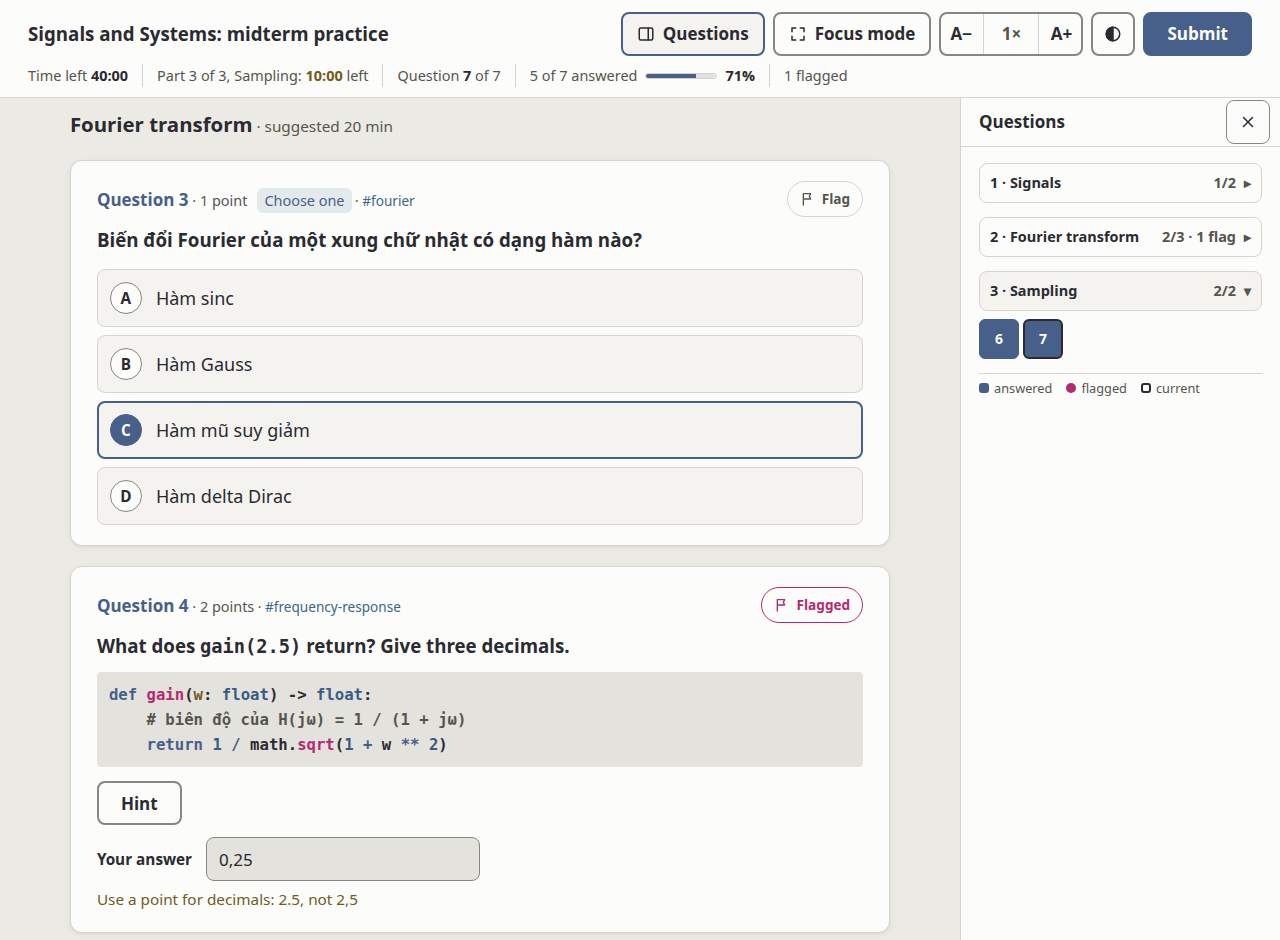 Signals and Systems: midterm practice
Questions
Focus mode
A− 1× A+
Submit
Time left 40:00
Part 3 of 3, Sampling: 10:00 left
Question 7 of 7
5 of 7 answered 71%
1 flagged
Fourier transform · suggested 20 min
Question 3 · 1 point Choose one · #fourier
Flag
Biến đổi Fourier của một xung chữ nhật có dạng hàm nào?
A Hàm sinc
B Hàm Gauss
C Hàm mũ suy giảm
D Hàm delta Dirac
Question 4 · 2 points · #frequency-response
Flagged
What does gain(2.5) return? Give three decimals.
def gain(w: float) -> float:
    # biên độ của H(jω) = 1 / (1 + jω)
    return 1 / math.sqrt(1 + w ** 2)
Hint
Your answer 0,25
Use a point for decimals: 2.5, not 2,5
Questions ×
1 · Signals 1/2 ▸
2 · Fourier transform 2/3 · 1 flag ▸
3 · Sampling 2/2 ▾
6 7
answered flagged current